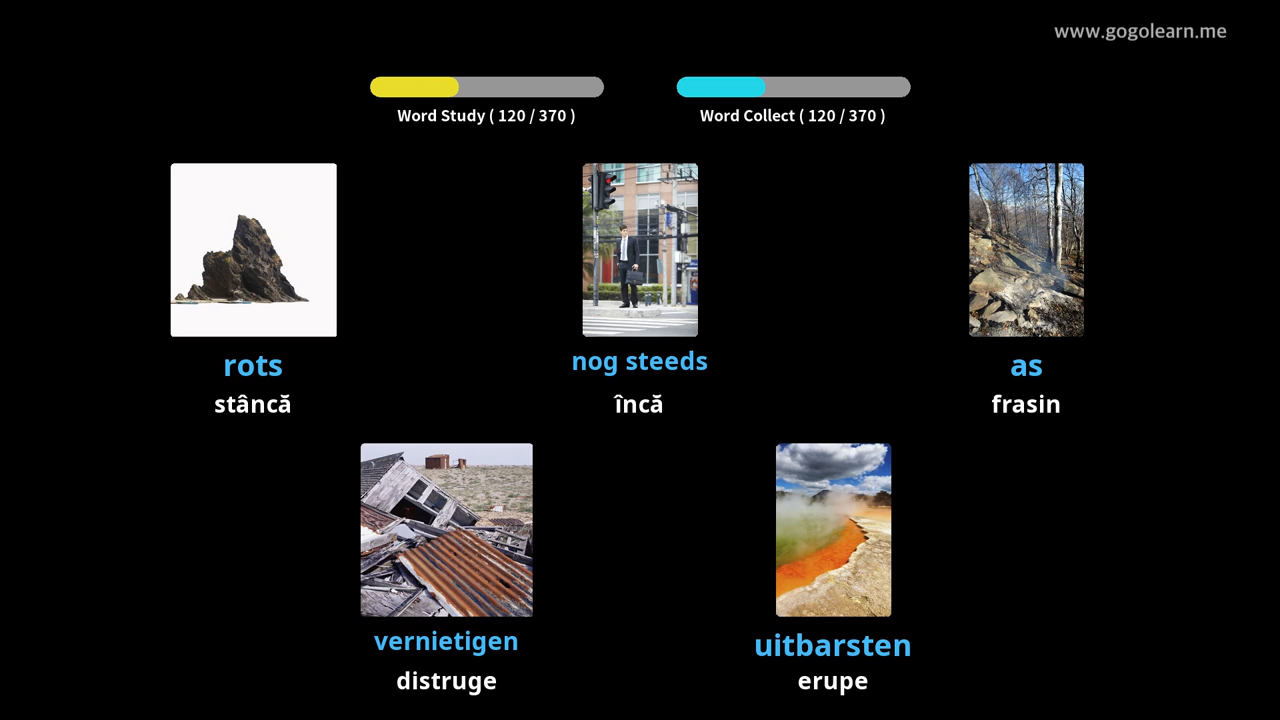 www.gogolearn.me
Word Study ( 120 / 370 )
Word Collect ( 120 / 370 )
rots
stâncă
nog steeds
încă
as
frasin
vernietigen
distruge
uitbarsten
erupe